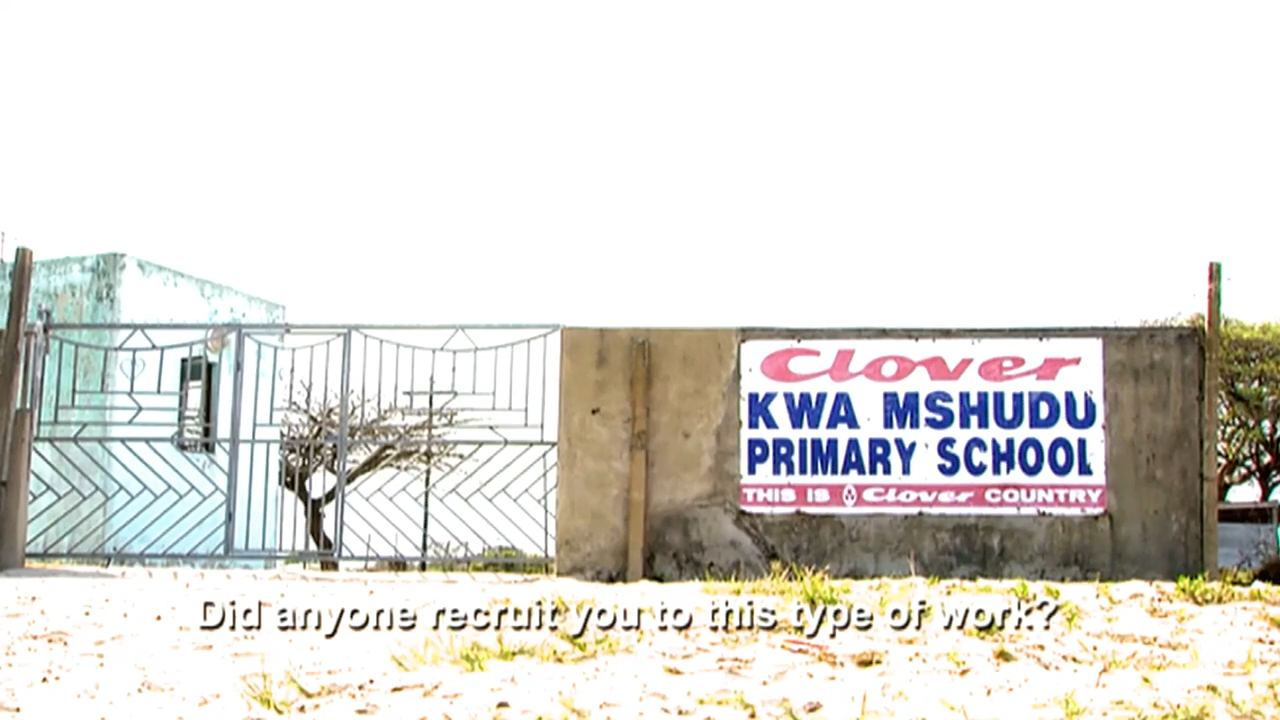 Clover
KWA MSHUDU
PRIMARY SCHOOL
THIS IS Clover COUNTRY
Did anyone recruit you to this type of work?